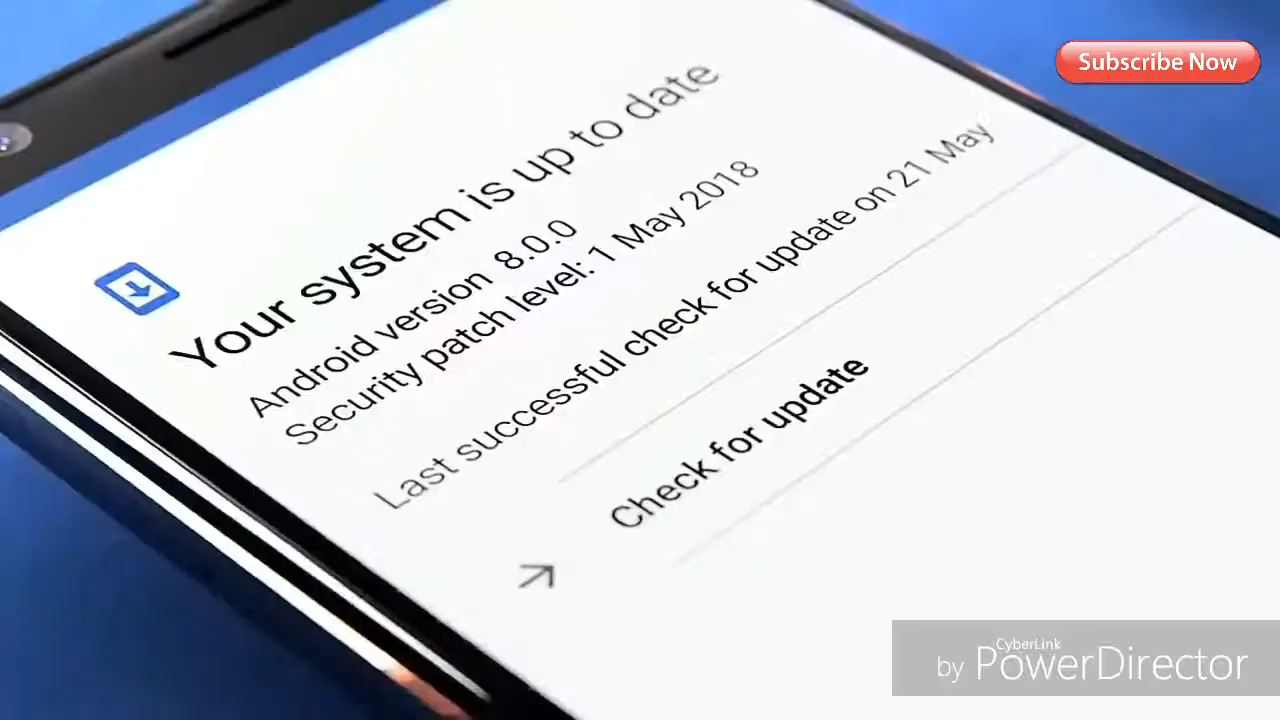 Subscribe Now
Your system is up to date
Android version 8.0.0
Security patch level: 1 May 2018
Last successful check for update on 21 May
Check for update
CyberLink
by PowerDirector